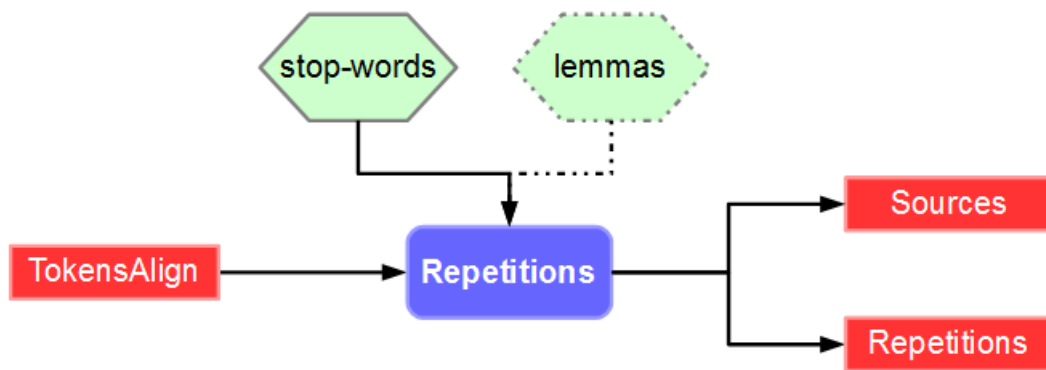 stop-words
lemmas
Sources
TokensAlign
Repetitions
Repetitions